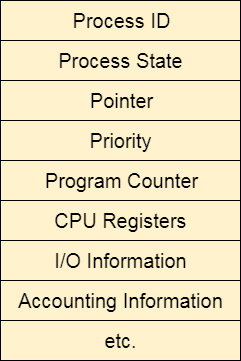 Process ID
Process State
Pointer
Priority
Program Counter
CPU Registers
I/O Information
Accounting Information
etc.